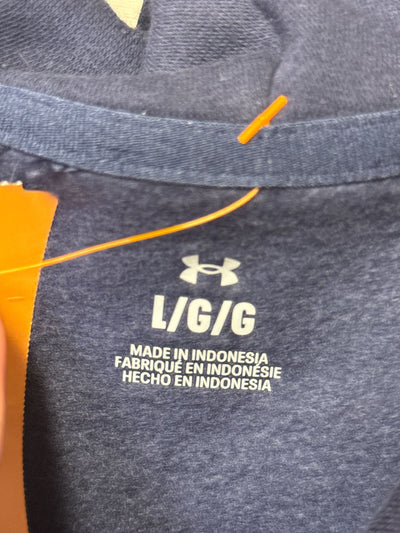 L/G/G
MADE IN INDONESIA
FABRIQUÉ EN INDONÉSIE
HECHO EN INDONESIA